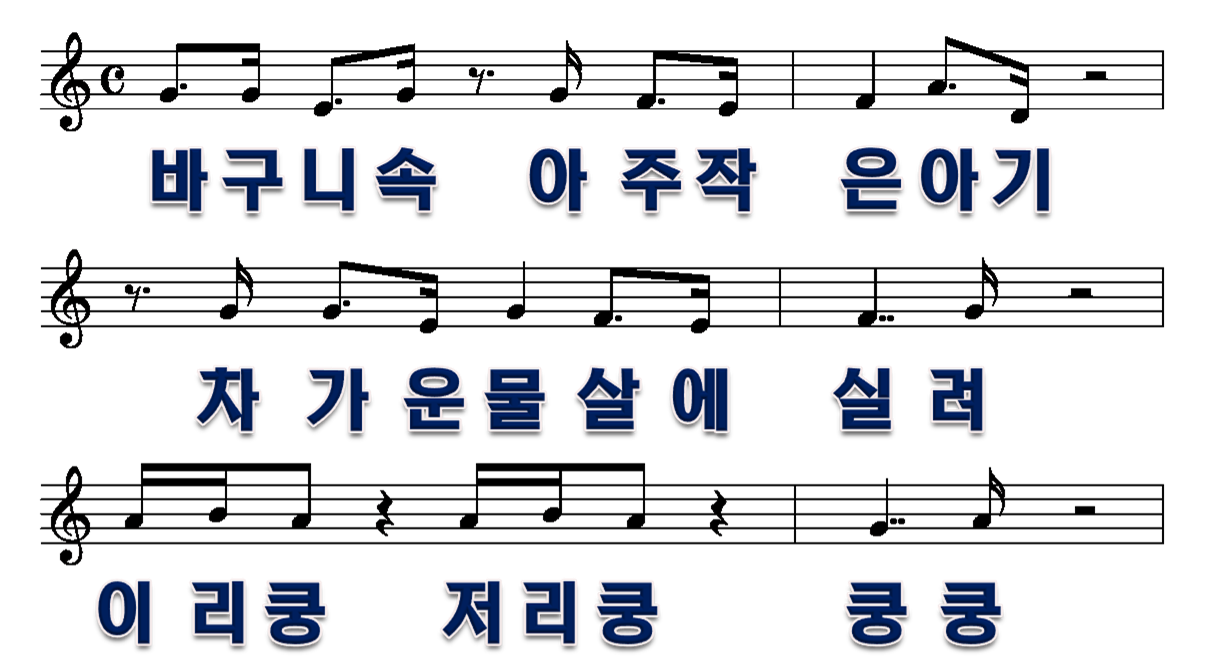 바구니속 아 주작 은아기
차 가 운물 살 에 실 려
이 리쿵 저리쿵 쿵 쿵